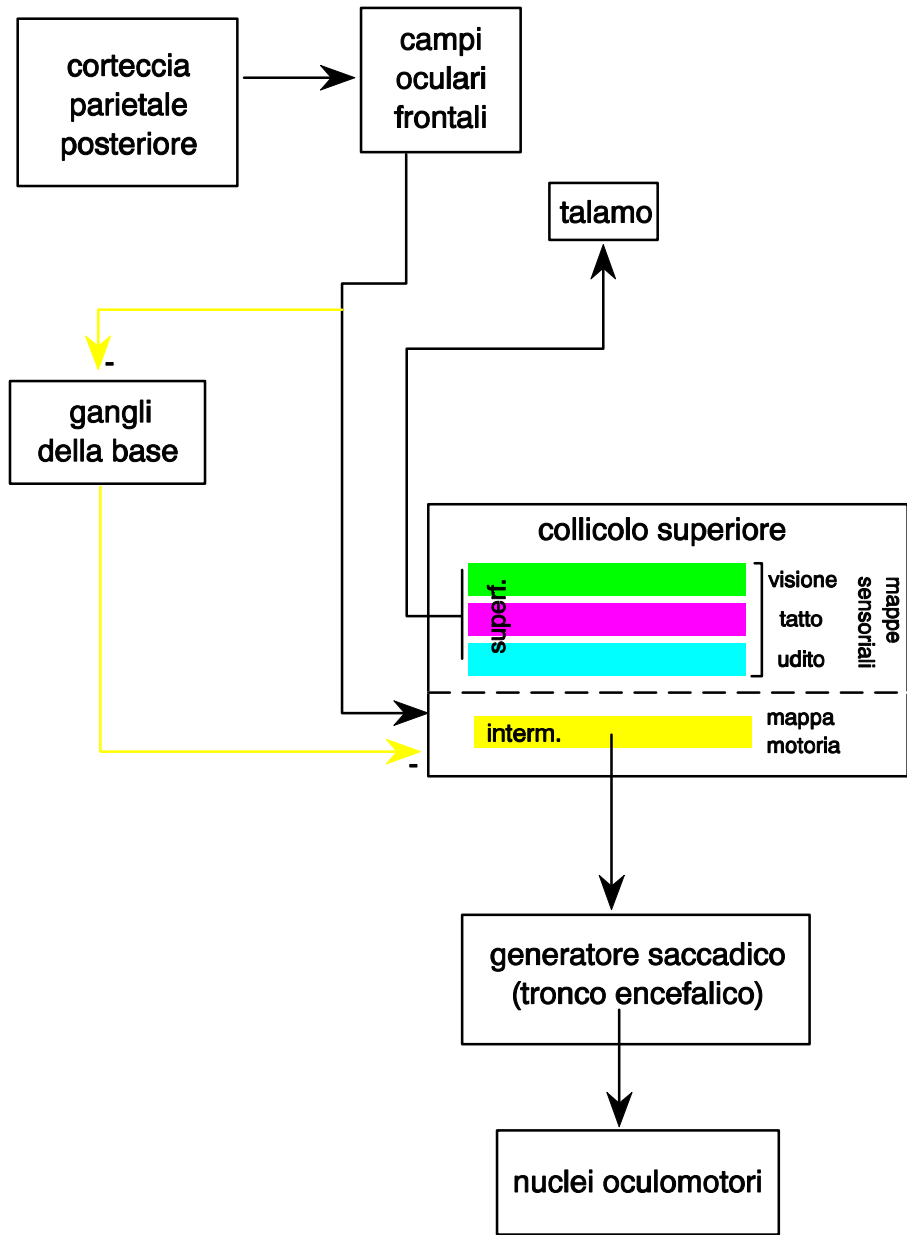 corteccia
parietale
posteriore
campi
oculari
frontali
talamo
-
gangli
della base
collicolo superiore
superf.
visione
tatto
udito
mappe
sensoriali
interm.
mappa
motoria
-
generatore saccadico
(tronco encefalico)
nuclei oculomotori